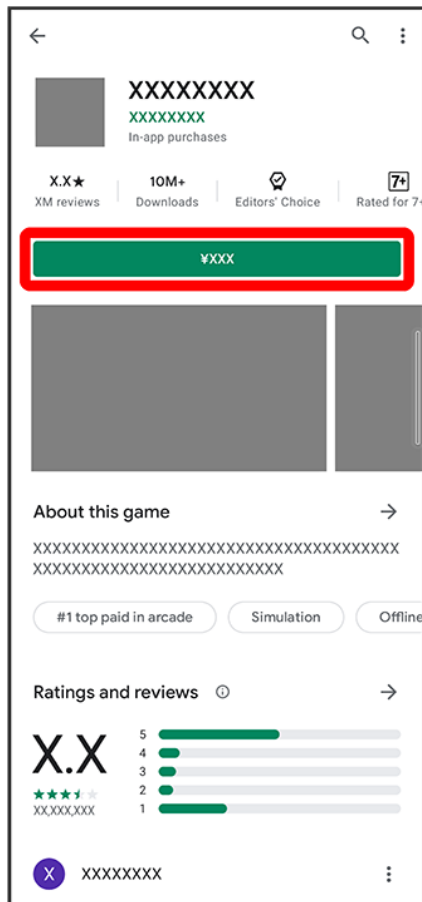 XXXXXXXX
XXXXXXXX
In-app purchases
X.X★ 10M+ 7+
XM reviews Downloads Editors' Choice Rated for 7+
¥XXX
About this game
XXXXXXXXXXXXXXXXXXXXXXXXXXXXXXXXXXXXXX
XXXXXXXXXXXXXXXXXXXXXXXXXX
#1 top paid in arcade Simulation Offline
Ratings and reviews
X.X
5
4
3
2
1
XX,XXX,XXX
X XXXXXXXX